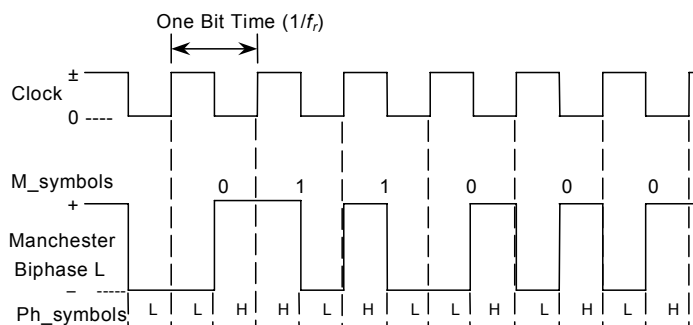 One Bit Time (1/fr)
±
Clock
0 ----
M_symbols 0 1 1 0 0 0
+
Manchester
Biphase L
– -----
Ph_symbols L L H H L H L L H L H L H